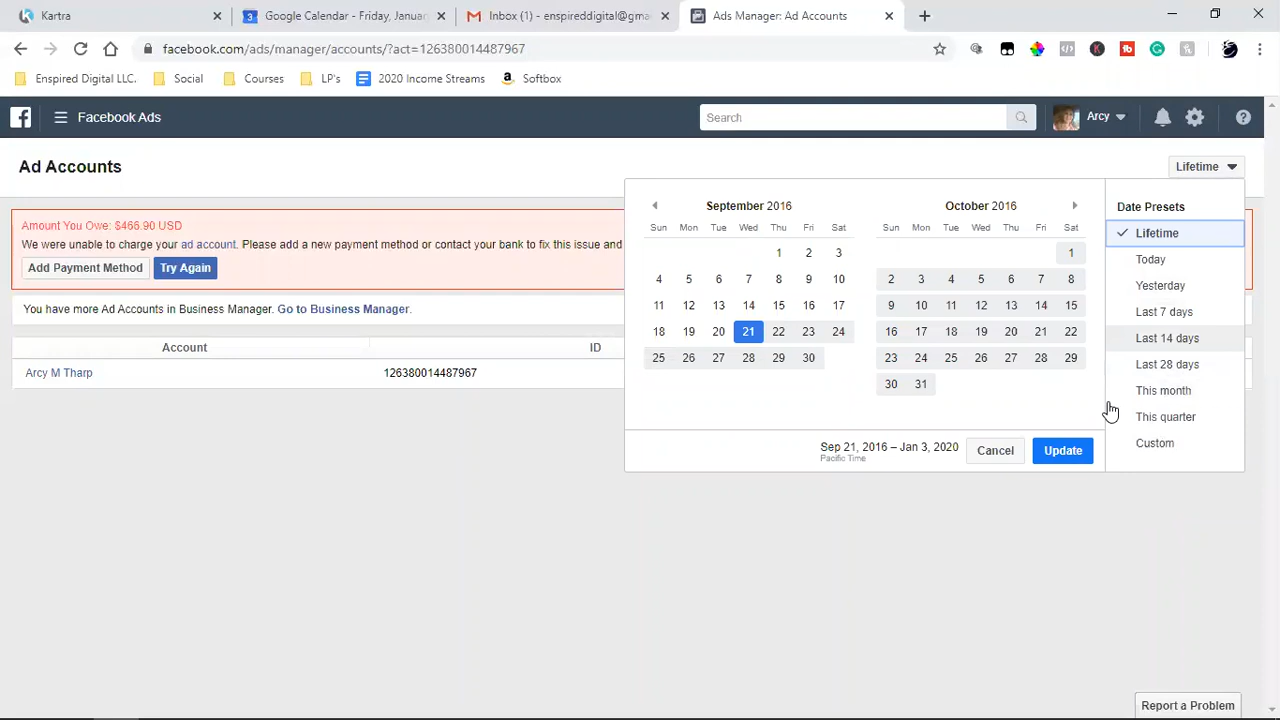 Kartra
Google Calendar - Friday, Januar
Inbox (1) - enspireddigital@gma
Ads Manager: Ad Accounts
facebook.com/ads/manager/accounts/?act=126380014487967
Enspired Digital LLC.
Social
Courses
LP's
2020 Income Streams
Softbox
Facebook Ads
Search
Arcy
Ad Accounts
Lifetime
Amount You Owe: $466.90 USD
We were unable to charge your ad account. Please add a new payment method or contact your bank to fix this issue and
Add Payment Method
Try Again
You have more Ad Accounts in Business Manager. Go to Business Manager.
Account
ID
Arcy M Tharp
126380014487967
September 2016
Sun Mon Tue Wed Thu Fri Sat
1 2 3
4 5 6 7 8 9 10
11 12 13 14 15 16 17
18 19 20 21 22 23 24
25 26 27 28 29 30
October 2016
Sun Mon Tue Wed Thu Fri Sat
1
2 3 4 5 6 7 8
9 10 11 12 13 14 15
16 17 18 19 20 21 22
23 24 25 26 27 28 29
30 31
Sep 21, 2016 – Jan 3, 2020
Pacific Time
Cancel
Update
Date Presets
Lifetime
Today
Yesterday
Last 7 days
Last 14 days
Last 28 days
This month
This quarter
Custom
Report a Problem